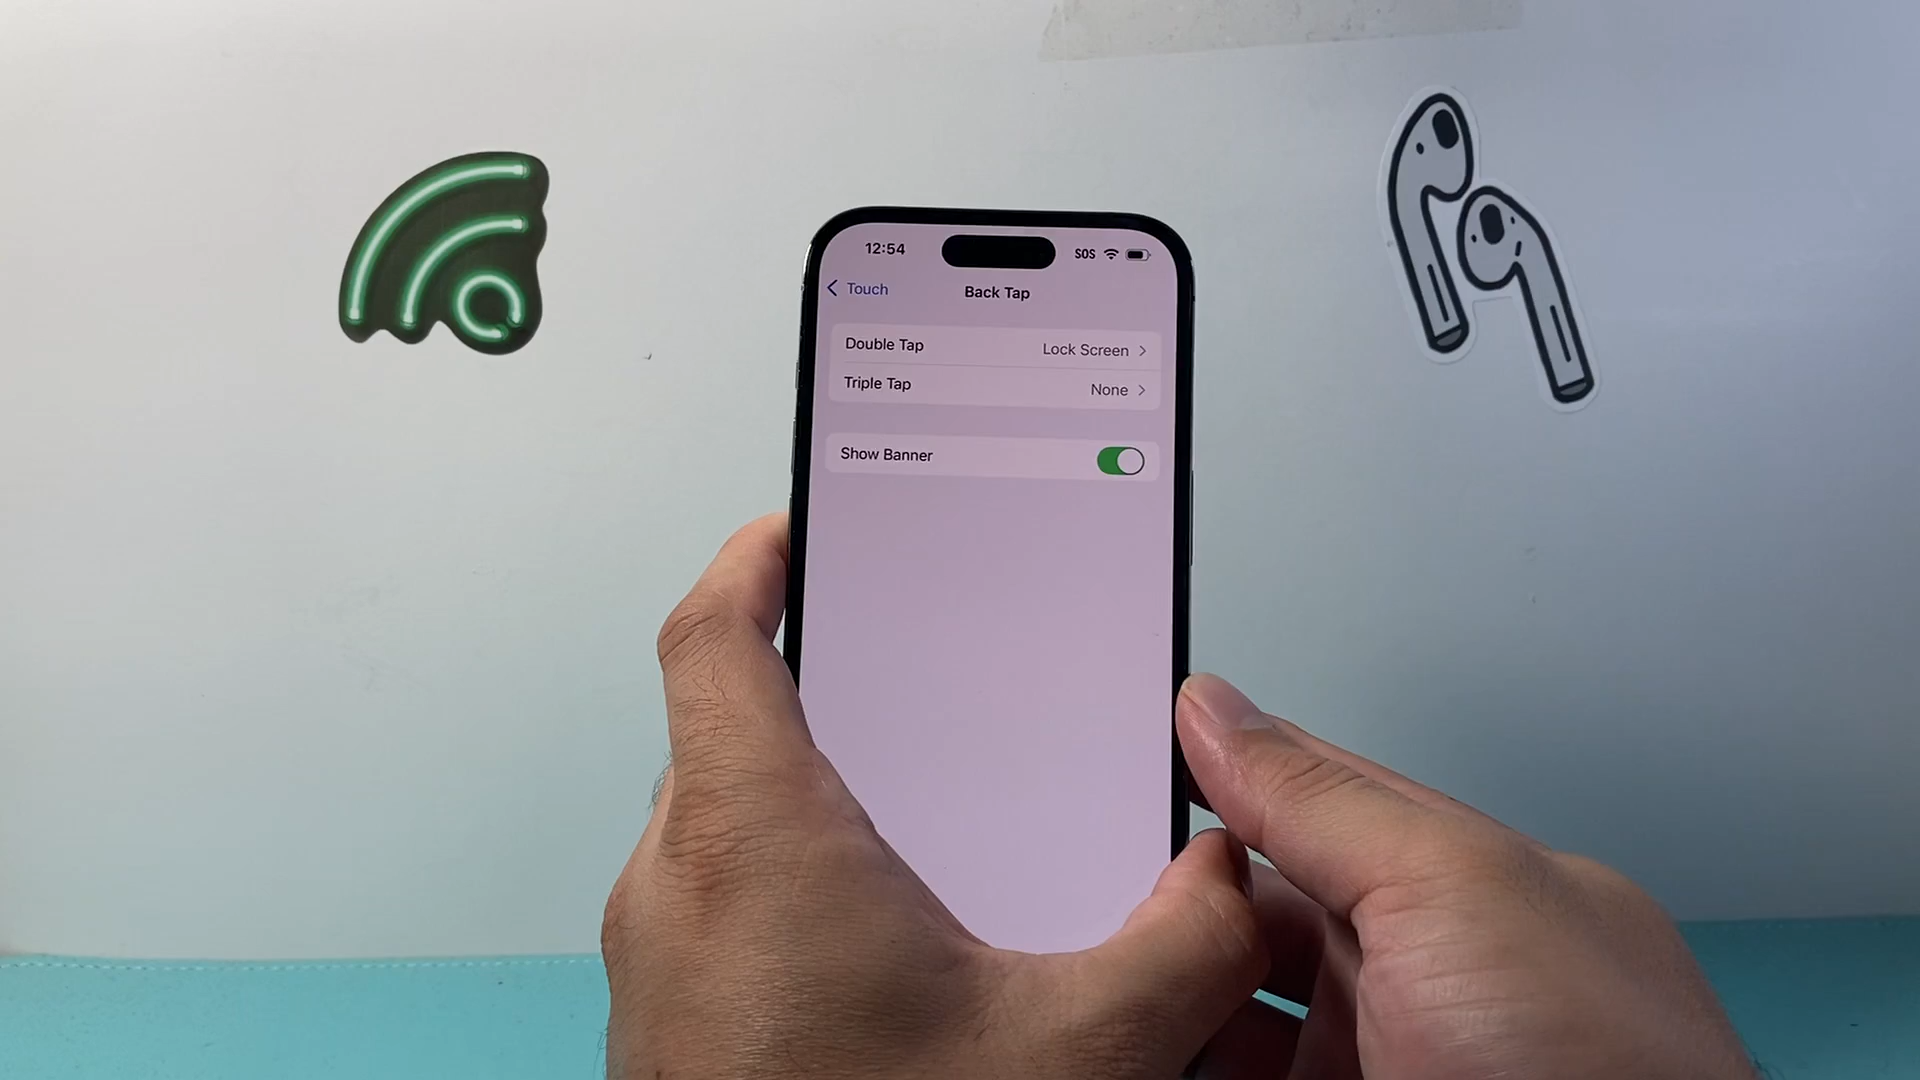 12:54 SOS
Touch Back Tap
Double Tap Lock Screen
Triple Tap None
Show Banner